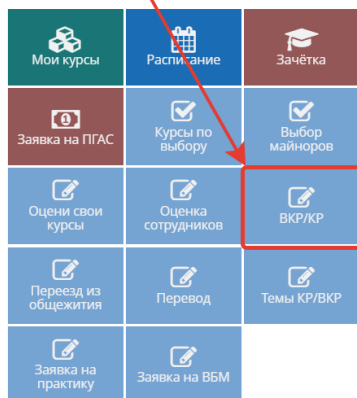 Мои курсы
Расписание
Зачётка
Заявка на ПГАС
Курсы по
выбору
Выбор
майноров
Оцени свои
курсы
Оценка
сотрудников
ВКР/КР
Переезд из
общежития
Перевод
Темы КР/ВКР
Заявка на
практику
Заявка на ВБМ